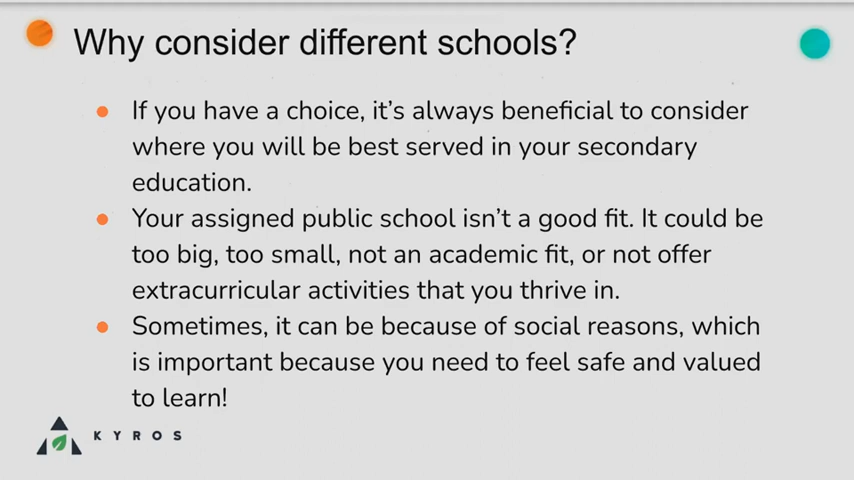 Why consider different schools?
● If you have a choice, it's always beneficial to consider
where you will be best served in your secondary
education.
● Your assigned public school isn't a good fit. It could be
too big, too small, not an academic fit, or not offer
extracurricular activities that you thrive in.
● Sometimes, it can be because of social reasons, which
is important because you need to feel safe and valued
to learn!
KYROS